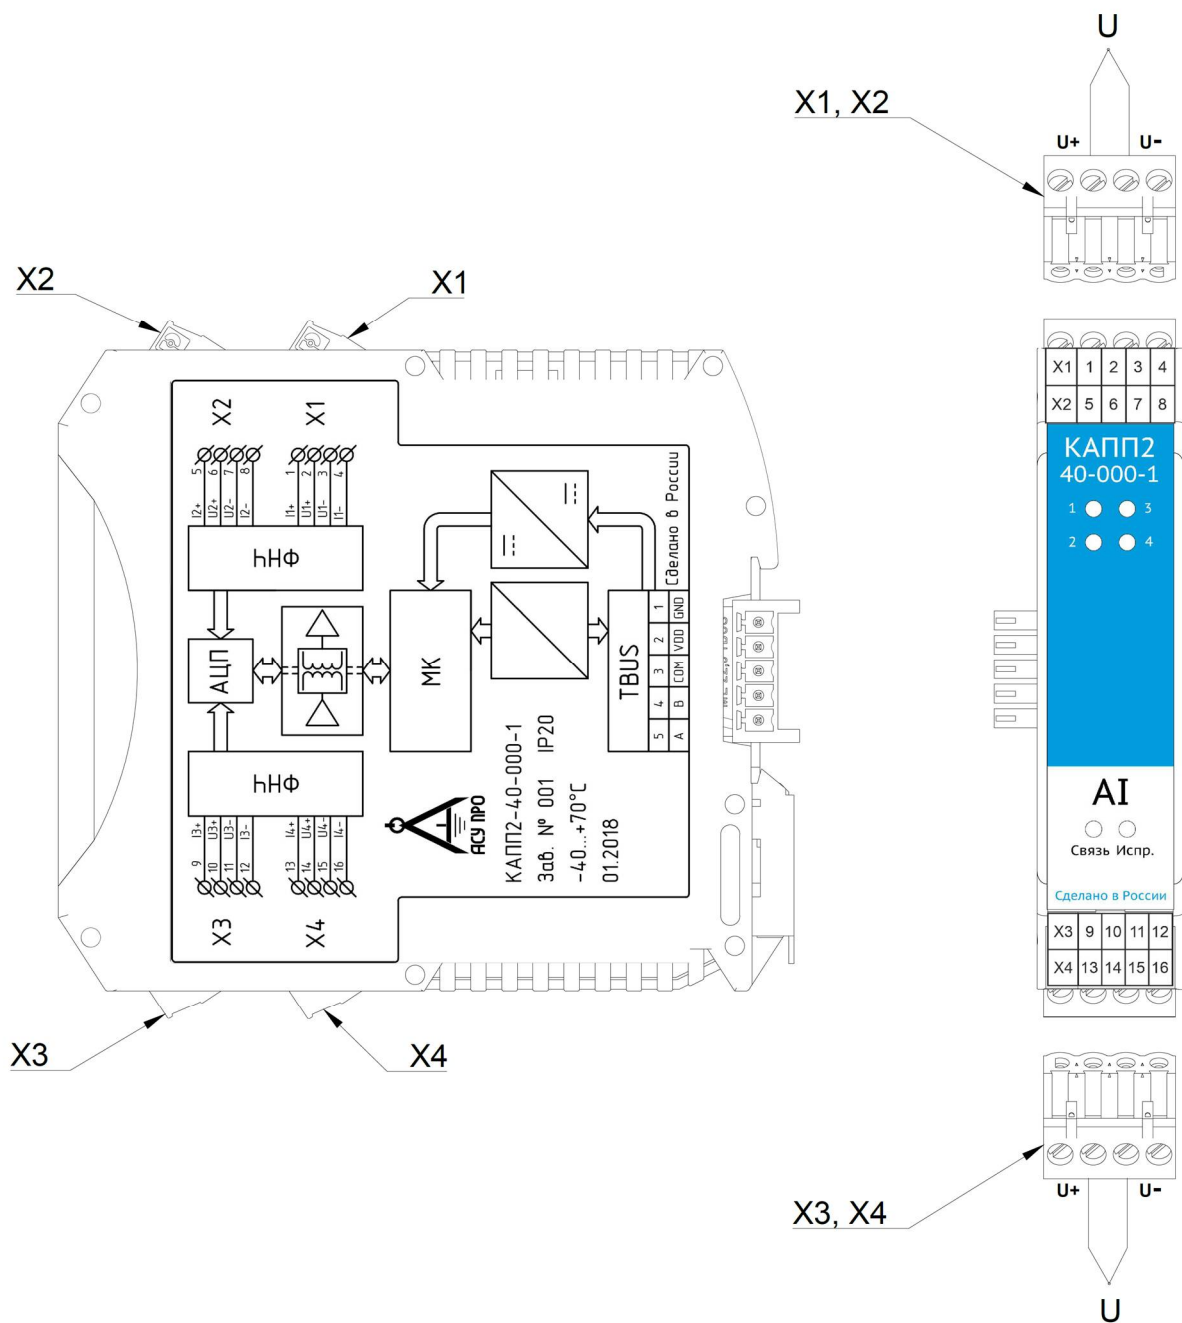 U
X1, X2
U+ U-
X2
X1
X1 1 2 3 4
X2 5 6 7 8
КАПП2
40-000-1
1 3
2 4
AI
Связь Испр.
Сделано в России
X3 9 10 11 12
X4 13 14 15 16
X2
5 6 7 8
I2+ U2+ U2- I2-
X1
1 2 3 4
I1+ U1+ U1- I1-
ФНЧ
АЦП
ФНЧ
МК
TBUS
1 2 3 4 5
GND VDD COM B A
Сделано в России
I3+ U3+ U3- I3-
9 10 11 12
X3
I4+ U4+ U4- I4-
13 14 15 16
X4
АСУ ПРО
КАПП2-40-000-1
Зав. № 001 IP20
-40...+70°C
01.2018
X3
X4
X3, X4
U+ U-
U